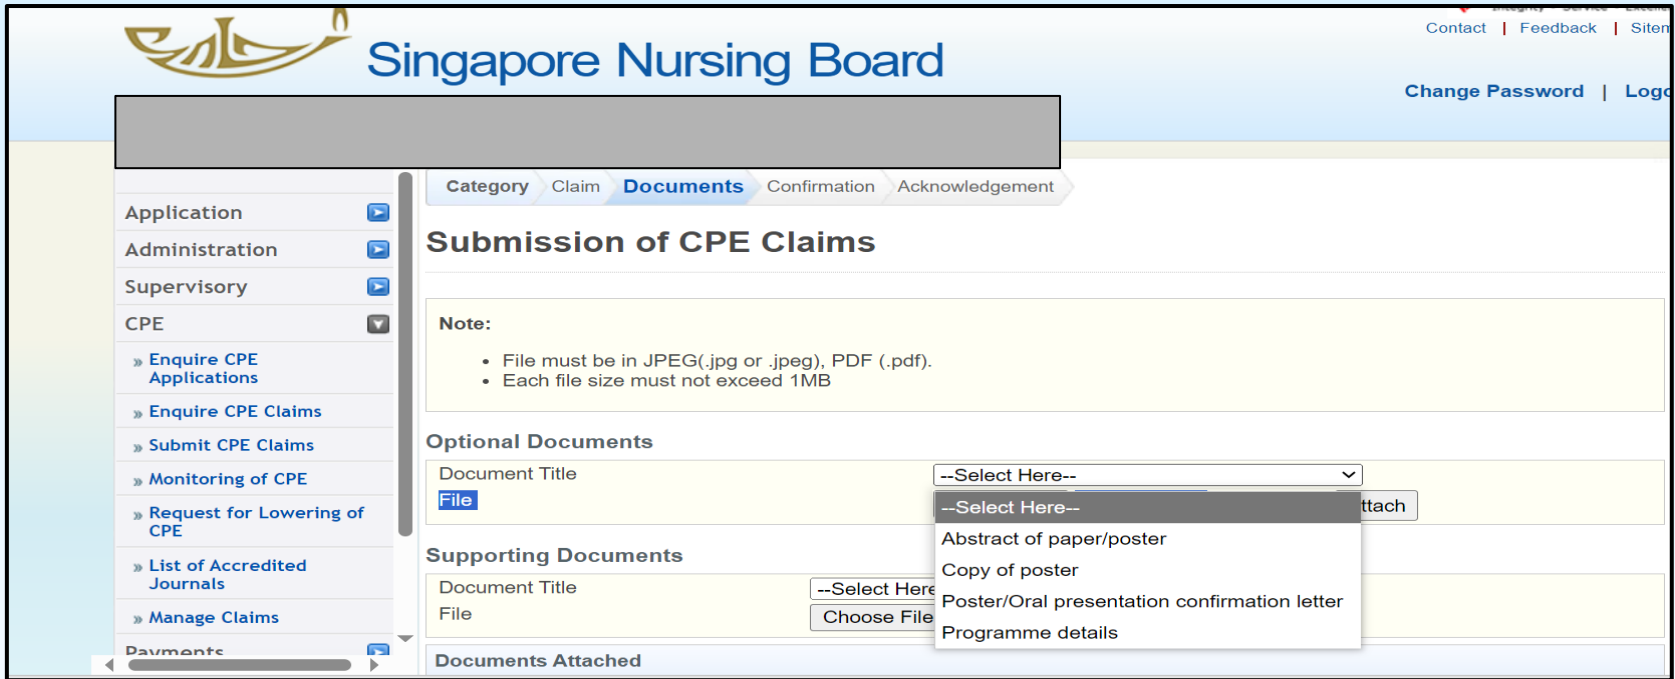 Integrity Service
Contact | Feedback |
Singapore Nursing Board
Change Password |
Category Claim Documents Confirmation Acknowledgement
Application
Administration
Supervisory
CPE
» Enquire CPE
Applications
» Enquire CPE Claims
» Submit CPE Claims
» Monitoring of CPE
» Request for Lowering of
CPE
» List of Accredited
Journals
» Manage Claims
Payments
Submission of CPE Claims
Note:
• File must be in JPEG(.jpg or .jpeg), PDF (.pdf).
• Each file size must not exceed 1MB
Optional Documents
Document Title --Select Here--
File ttach
--Select Here--
Abstract of paper/poster
Copy of poster
Poster/Oral presentation confirmation letter
Programme details
Supporting Documents
Document Title --Select Here
File Choose File
Documents Attached